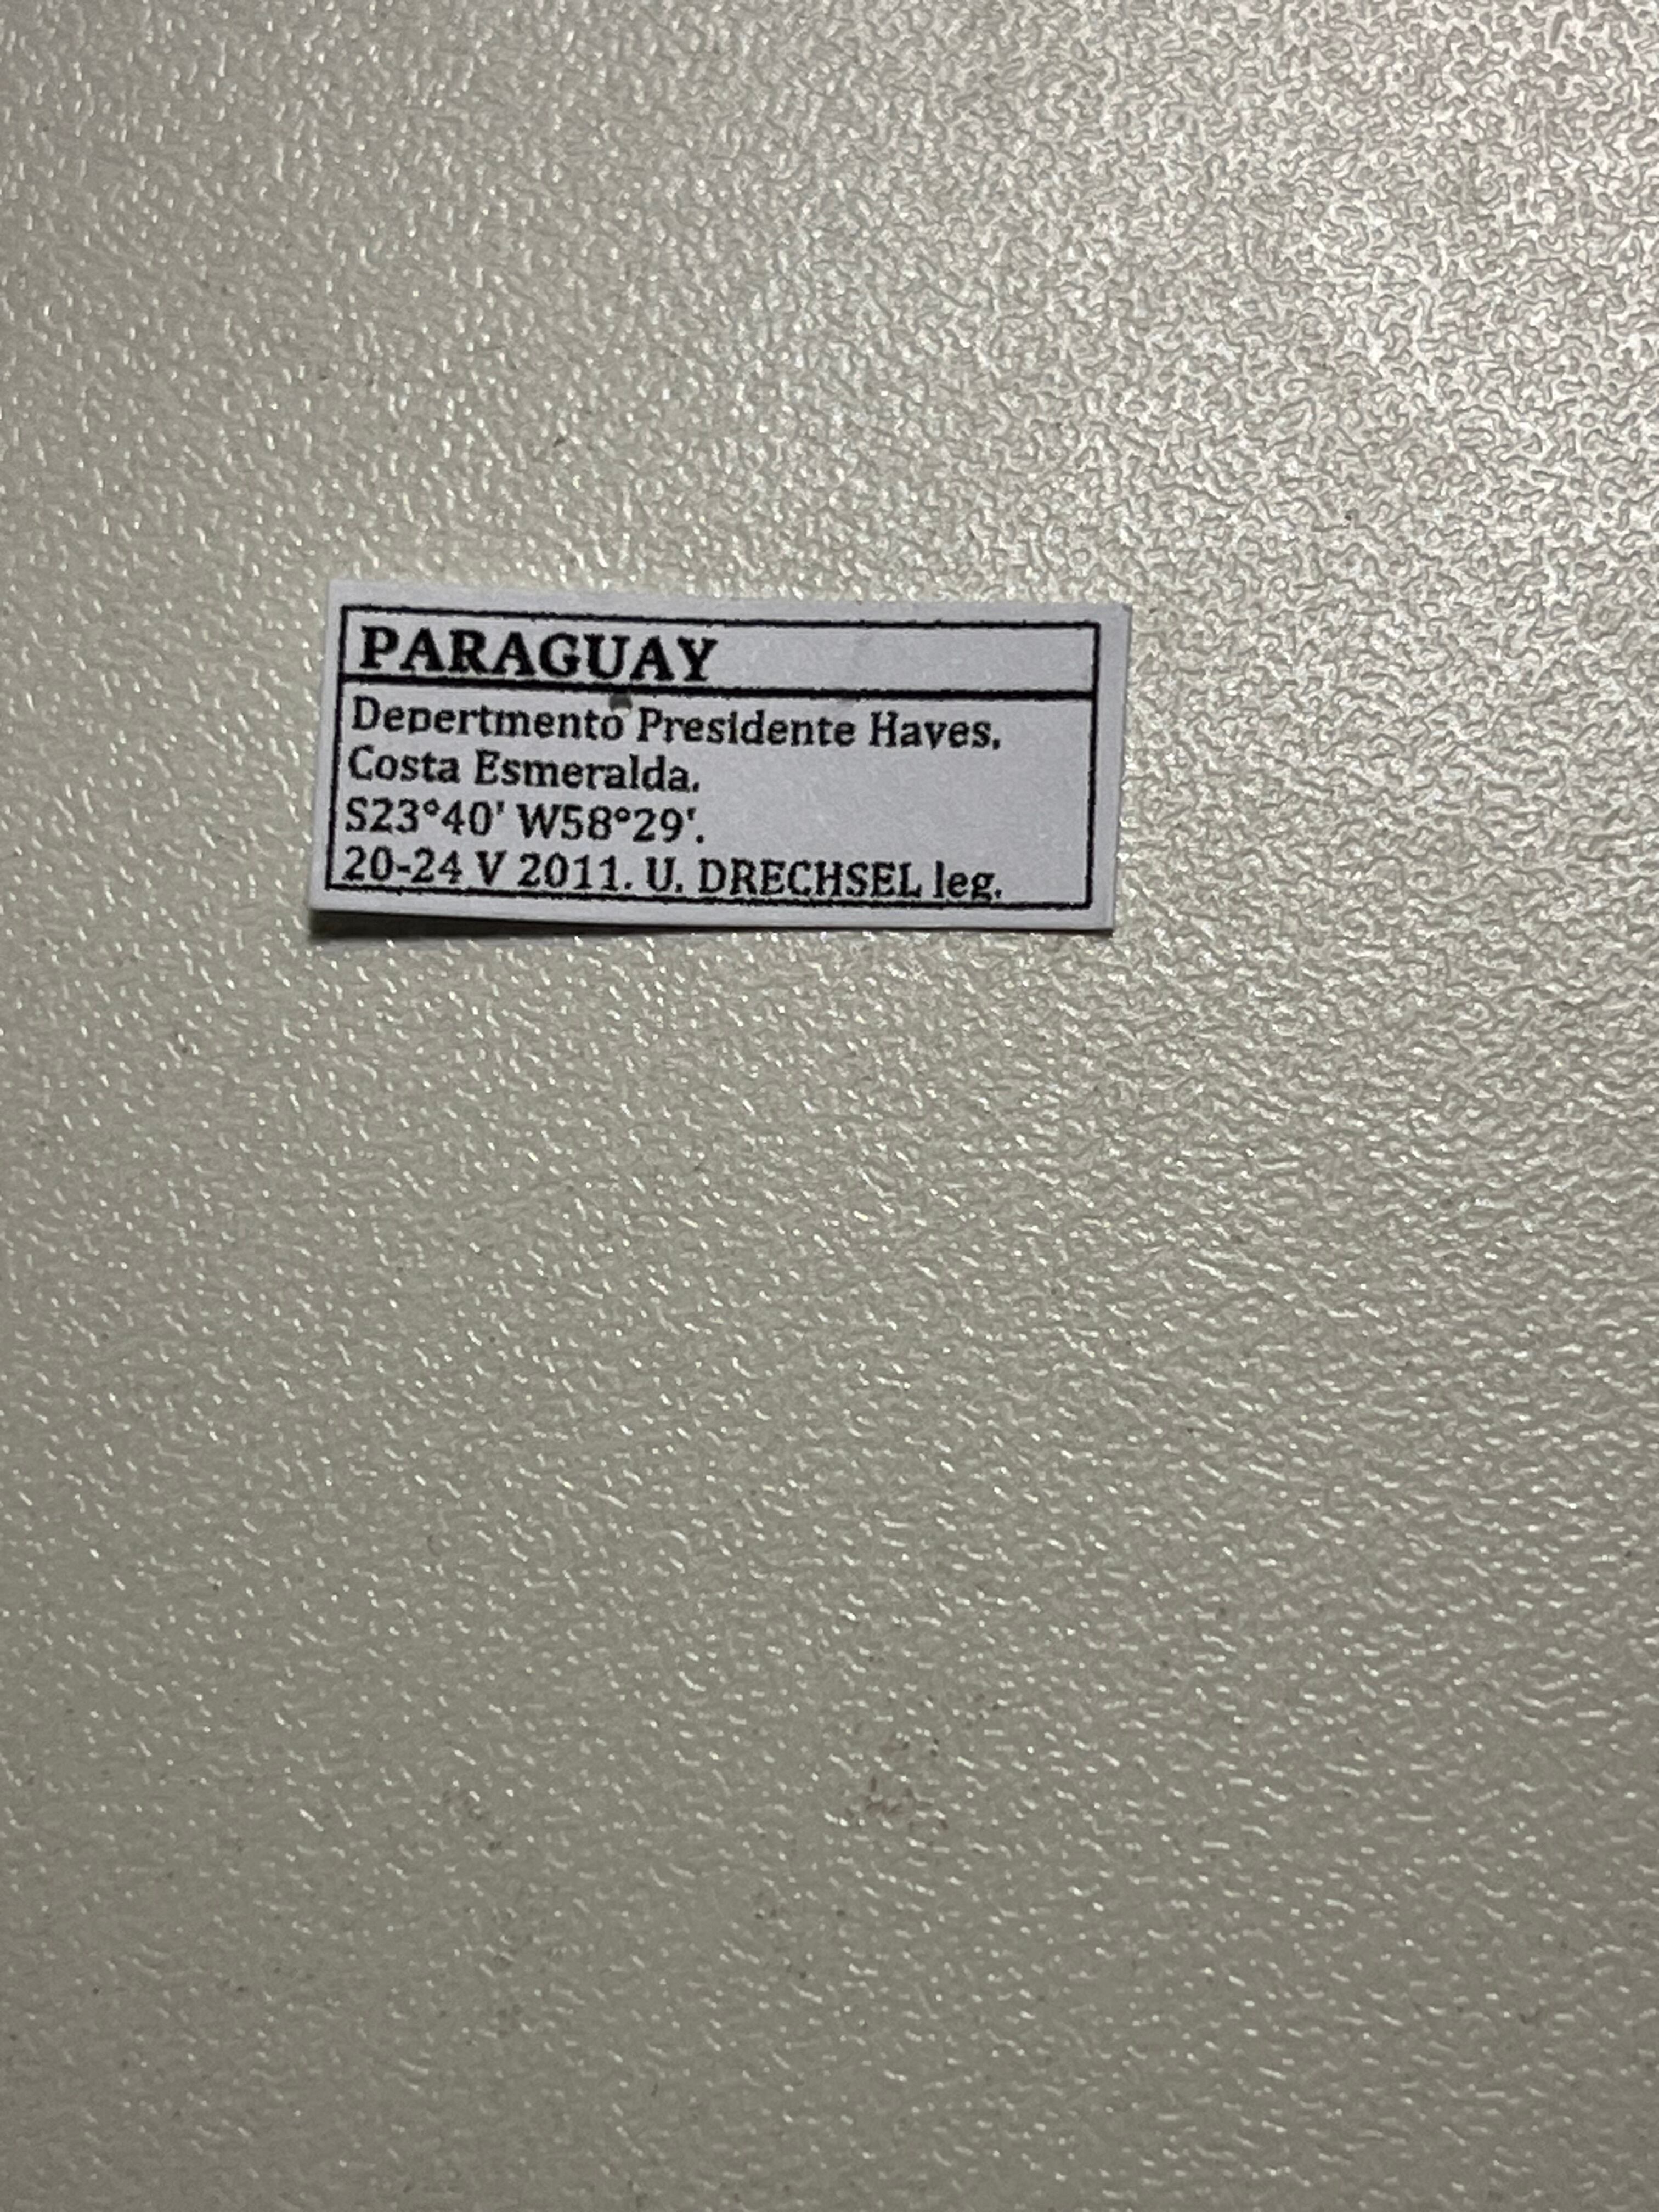 PARAGUAY
Depertmento Presidente Hayes.
Costa Esmeralda.
S23°40' W58°29'.
20-24 V 2011. U. DRECHSEL leg.